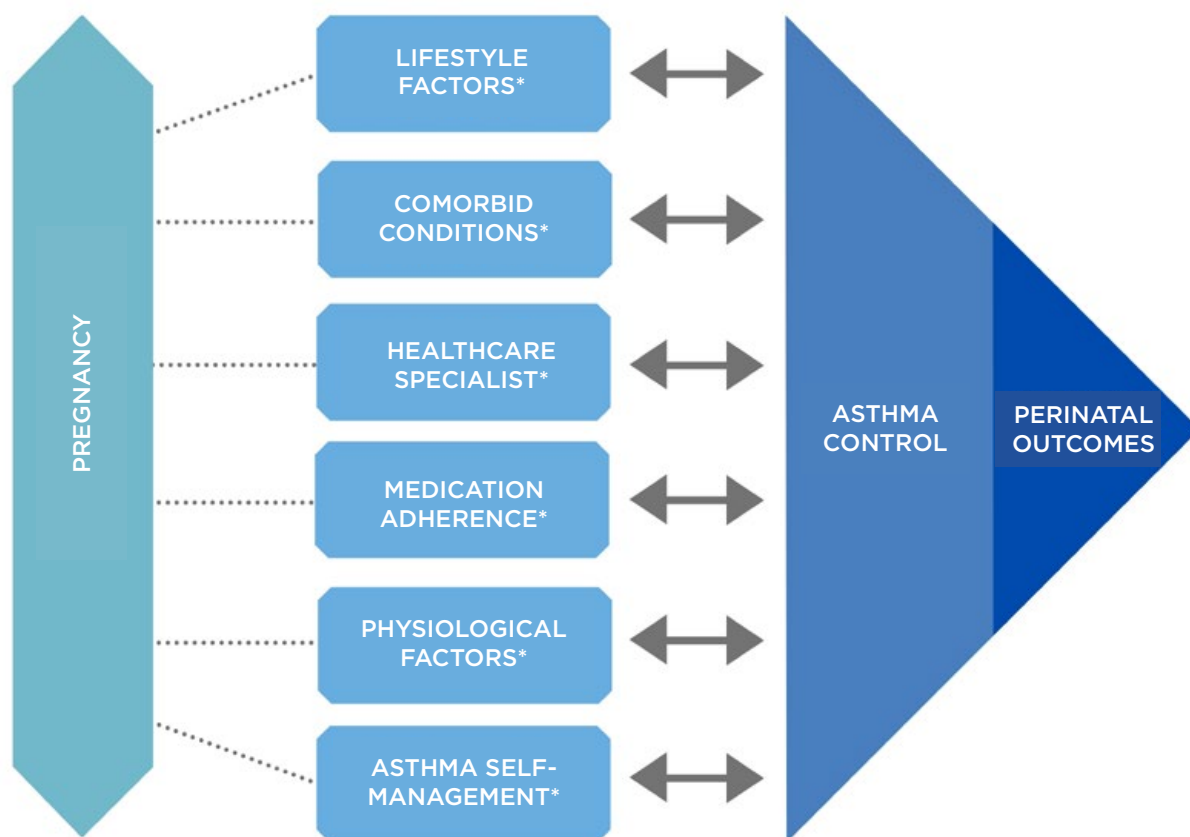 LIFESTYLE
FACTORS*
COMORBID
CONDITIONS*
HEALTHCARE
SPECIALIST*
MEDICATION
ADHERENCE*
PHYSIOLOGICAL
FACTORS*
ASTHMA SELF-
MANAGEMENT*
PREGNANCY
ASTHMA
CONTROL
PERINATAL
OUTCOMES